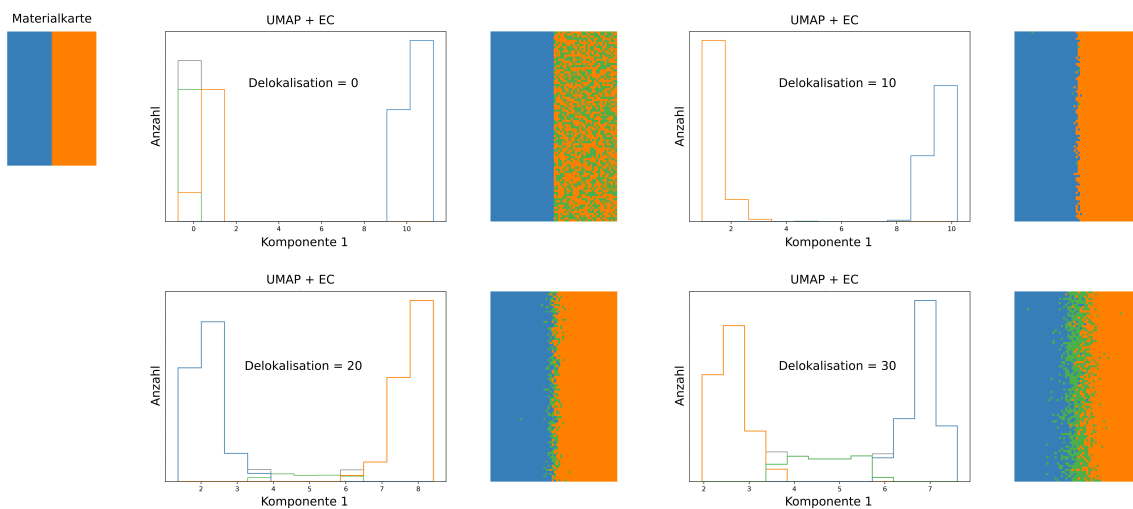 Materialkarte
UMAP + EC
Delokalisation = 0
Anzahl
0 2 4 6 8 10
Komponente 1
UMAP + EC
Delokalisation = 10
Anzahl
2 4 6 8 10
Komponente 1
UMAP + EC
Delokalisation = 20
Anzahl
2 3 4 5 6 7 8
Komponente 1
UMAP + EC
Delokalisation = 30
Anzahl
2 3 4 5 6 7
Komponente 1